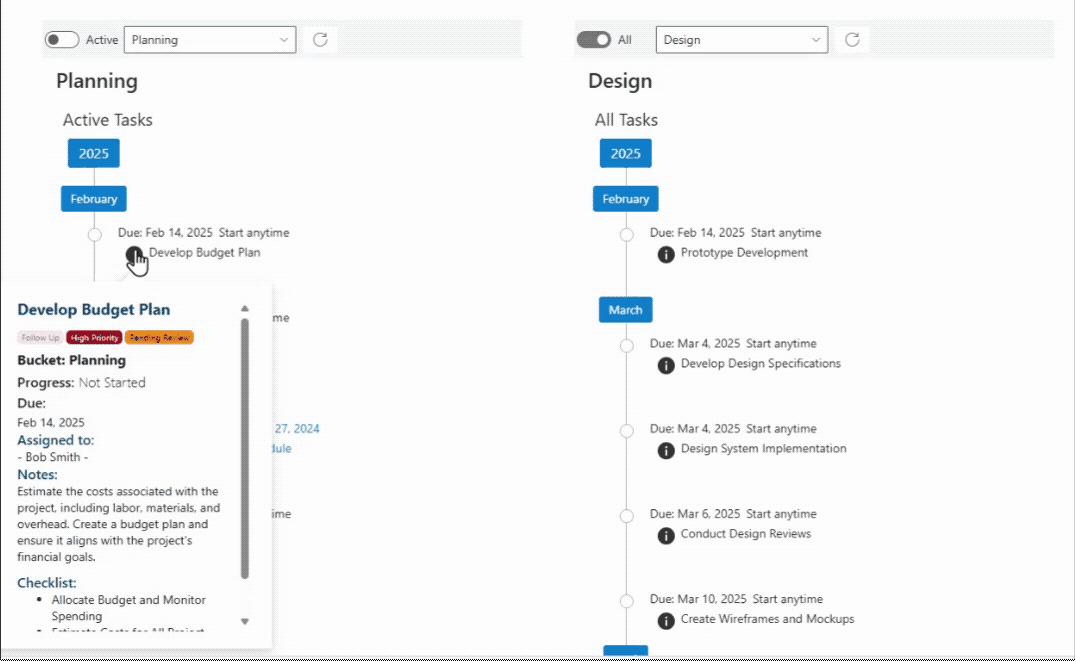 Active
Planning
Planning
Active Tasks
2025
February
Due: Feb 14, 2025 Start anytime
Develop Budget Plan
Develop Budget Plan
Follow Up
High Priority
Pending Review
Bucket: Planning
Progress: Not Started
Due:
Feb 14, 2025
Assigned to:
- Bob Smith -
Notes:
Estimate the costs associated with the
project, including labor, materials, and
overhead. Create a budget plan and
ensure it aligns with the project's
financial goals.
Checklist:
Allocate Budget and Monitor
Spending
Estimate Costs for All Project
me
27, 2024
dule
ime
All
Design
Design
All Tasks
2025
February
Due: Feb 14, 2025 Start anytime
Prototype Development
March
Due: Mar 4, 2025 Start anytime
Develop Design Specifications
Due: Mar 4, 2025 Start anytime
Design System Implementation
Due: Mar 6, 2025 Start anytime
Conduct Design Reviews
Due: Mar 10, 2025 Start anytime
Create Wireframes and Mockups